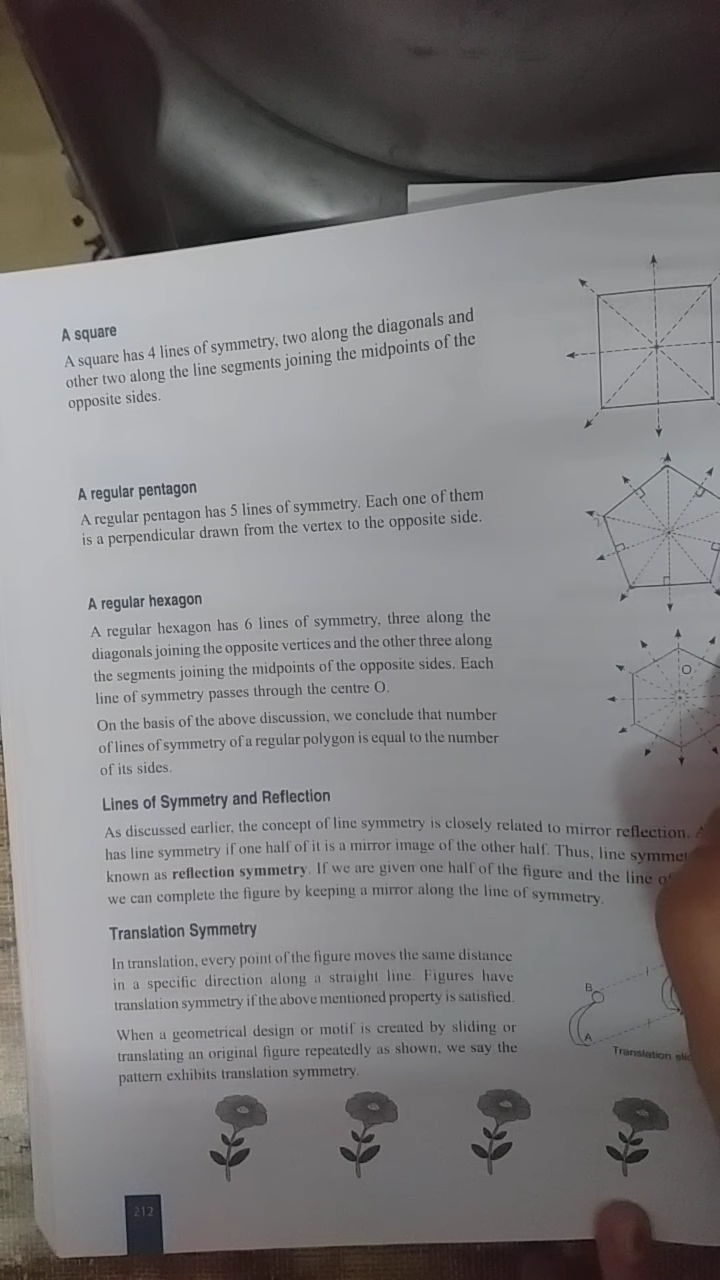 A square
A square has 4 lines of symmetry, two along the diagonals and
other two along the line segments joining the midpoints of the
opposite sides.
A regular pentagon
A regular pentagon has 5 lines of symmetry. Each one of them
is a perpendicular drawn from the vertex to the opposite side.
A regular hexagon
A regular hexagon has 6 lines of symmetry, three along the
diagonals joining the opposite vertices and the other three along
the segments joining the midpoints of the opposite sides. Each
line of symmetry passes through the centre O.
O
On the basis of the above discussion, we conclude that number
of lines of symmetry of a regular polygon is equal to the number
of its sides.
Lines of Symmetry and Reflection
As discussed earlier, the concept of line symmetry is closely related to mirror reflection.
has line symmetry if one half of it is a mirror image of the other half. Thus, line
known as reflection symmetry. If we are given one half of the figure and the line
we can complete the figure by keeping a mirror along the line of symmetry.
Translation Symmetry
In translation, every point of the figure moves the same distance
in a specific direction along a straight line. Figures have
translation symmetry if the above mentioned property is satisfied.
When a geometrical design or motif is created by sliding or
translating an original figure repeatedly as shown, we say the
pattern exhibits translation symmetry.
B
A
Translation
212